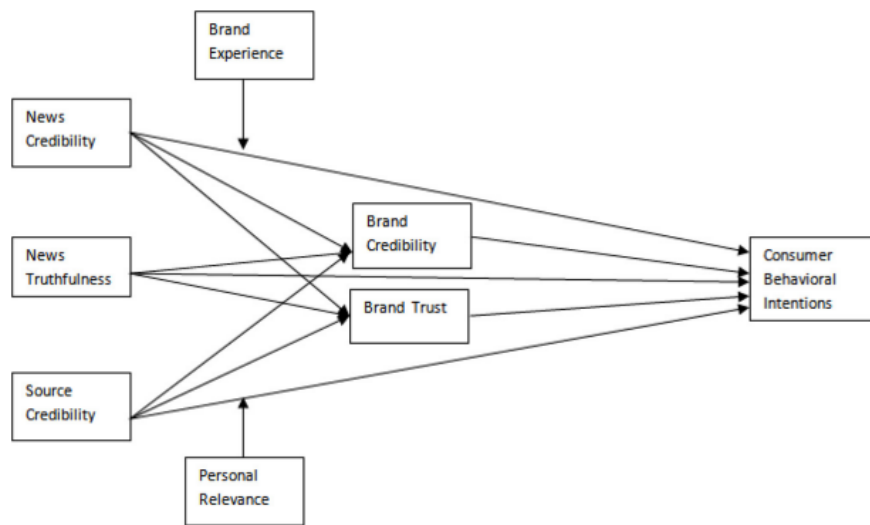 Brand
Experience
News
Credibility
Brand
Credibility
News
Truthfulness
Consumer
Behavioral
Intentions
Brand Trust
Source
Credibility
Personal
Relevance